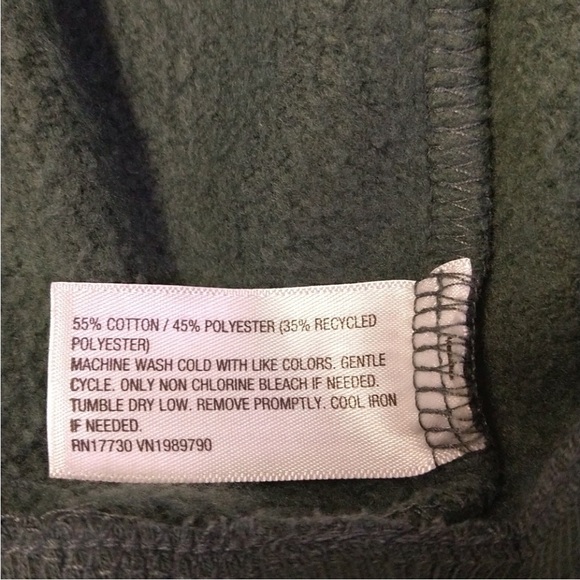 55% COTTON / 45% POLYESTER (35% RECYCLED
POLYESTER)
MACHINE WASH COLD WITH LIKE COLORS. GENTLE
CYCLE. ONLY NON CHLORINE BLEACH IF NEEDED.
TUMBLE DRY LOW. REMOVE PROMPTLY. COOL IRON
IF NEEDED.
RN17730 VN1989790